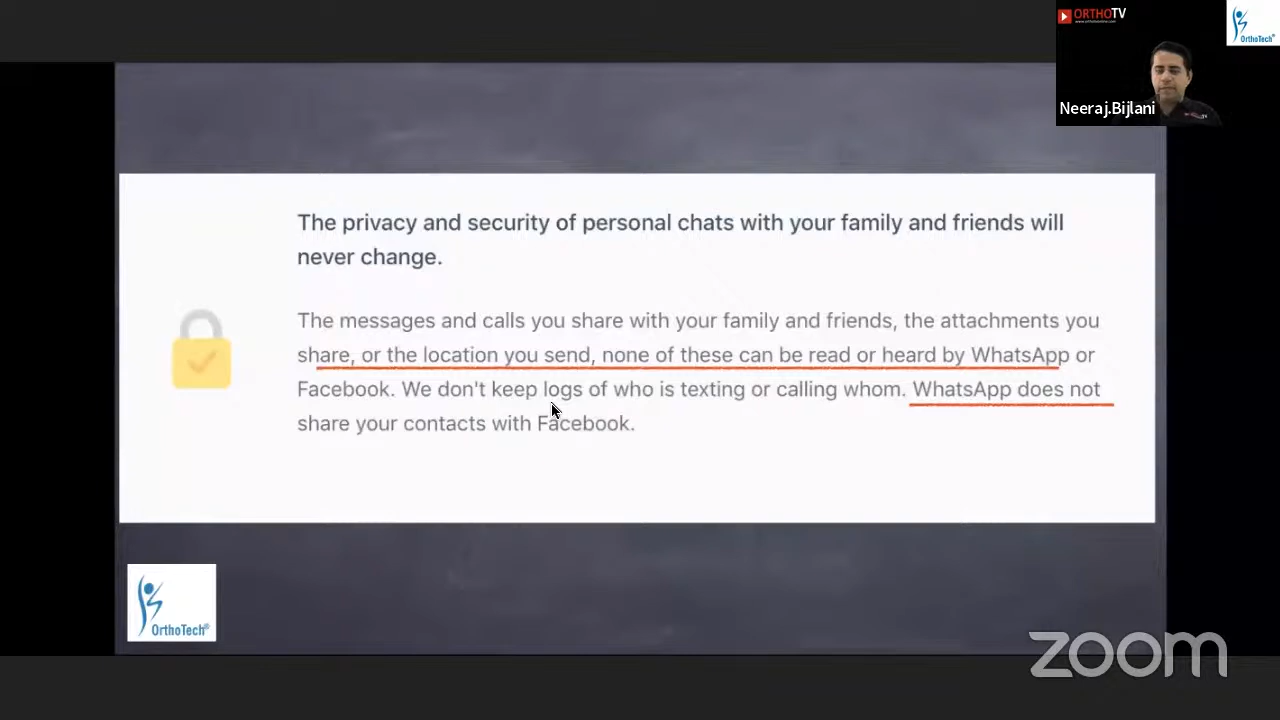 ORTHOTV
OrthoTech®
Neeraj.Bijlani
The privacy and security of personal chats with your family and friends will
never change.
The messages and calls you share with your family and friends, the attachments you
share, or the location you send, none of these can be read or heard by WhatsApp or
Facebook. We don't keep logs of who is texting or calling whom. WhatsApp does not
share your contacts with Facebook.
OrthoTech®
zoom